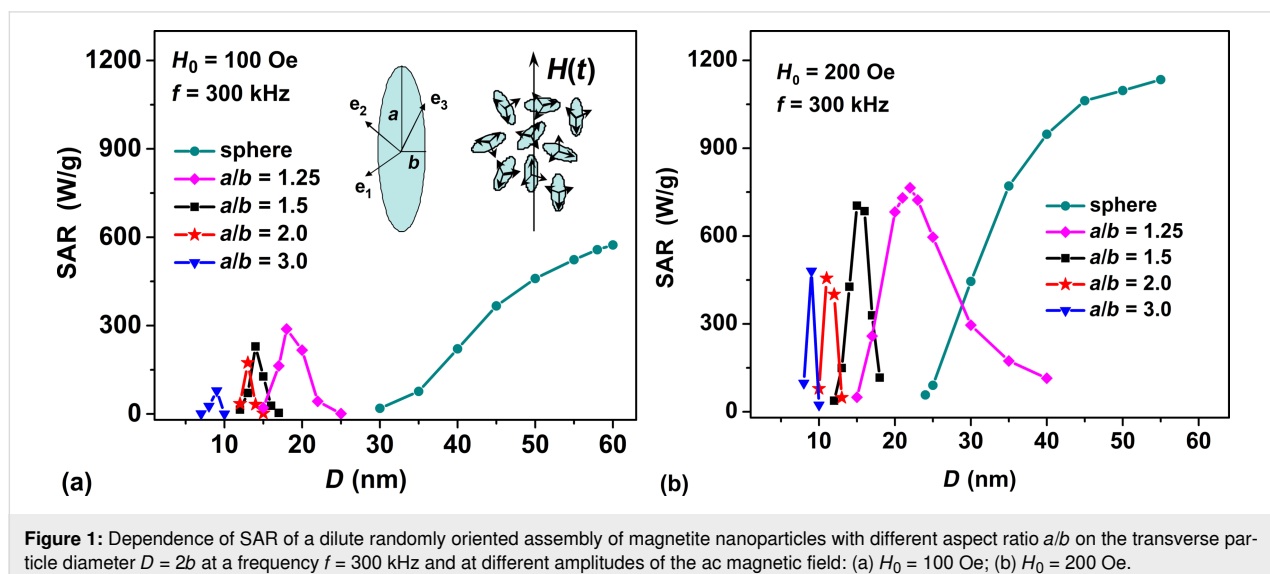 1200
900
600
300
0
SAR (W/g)
H₀ = 100 Oe
f = 300 kHz
sphere
a/b = 1.25
a/b = 1.5
a/b = 2.0
a/b = 3.0
e₂
a
e₃
b
e₁
H(t)
10 20 30 40 50 60
(a) D (nm)
1200
900
600
300
0
SAR (W/g)
H₀ = 200 Oe
f = 300 kHz
sphere
a/b = 1.25
a/b = 1.5
a/b = 2.0
a/b = 3.0
10 20 30 40 50 60
(b) D (nm)
Figure 1: Dependence of SAR of a dilute randomly oriented assembly of magnetite nanoparticles with different aspect ratio a/b on the transverse par-
ticle diameter D = 2b at a frequency f = 300 kHz and at different amplitudes of the ac magnetic field: (a) H₀ = 100 Oe; (b) H₀ = 200 Oe.